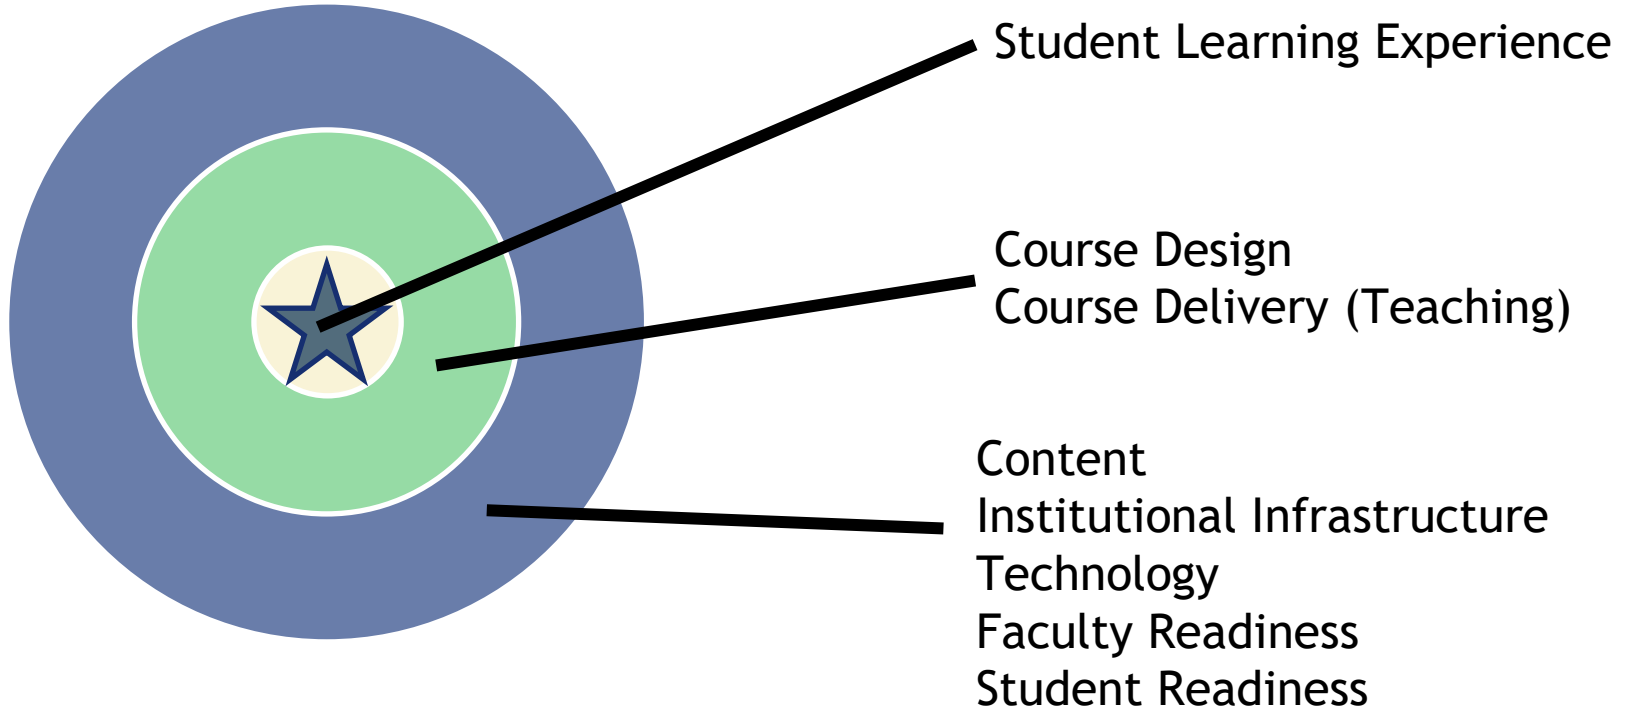 Student Learning Experience
Course Design
Course Delivery (Teaching)
Content
Institutional Infrastructure
Technology
Faculty Readiness
Student Readiness